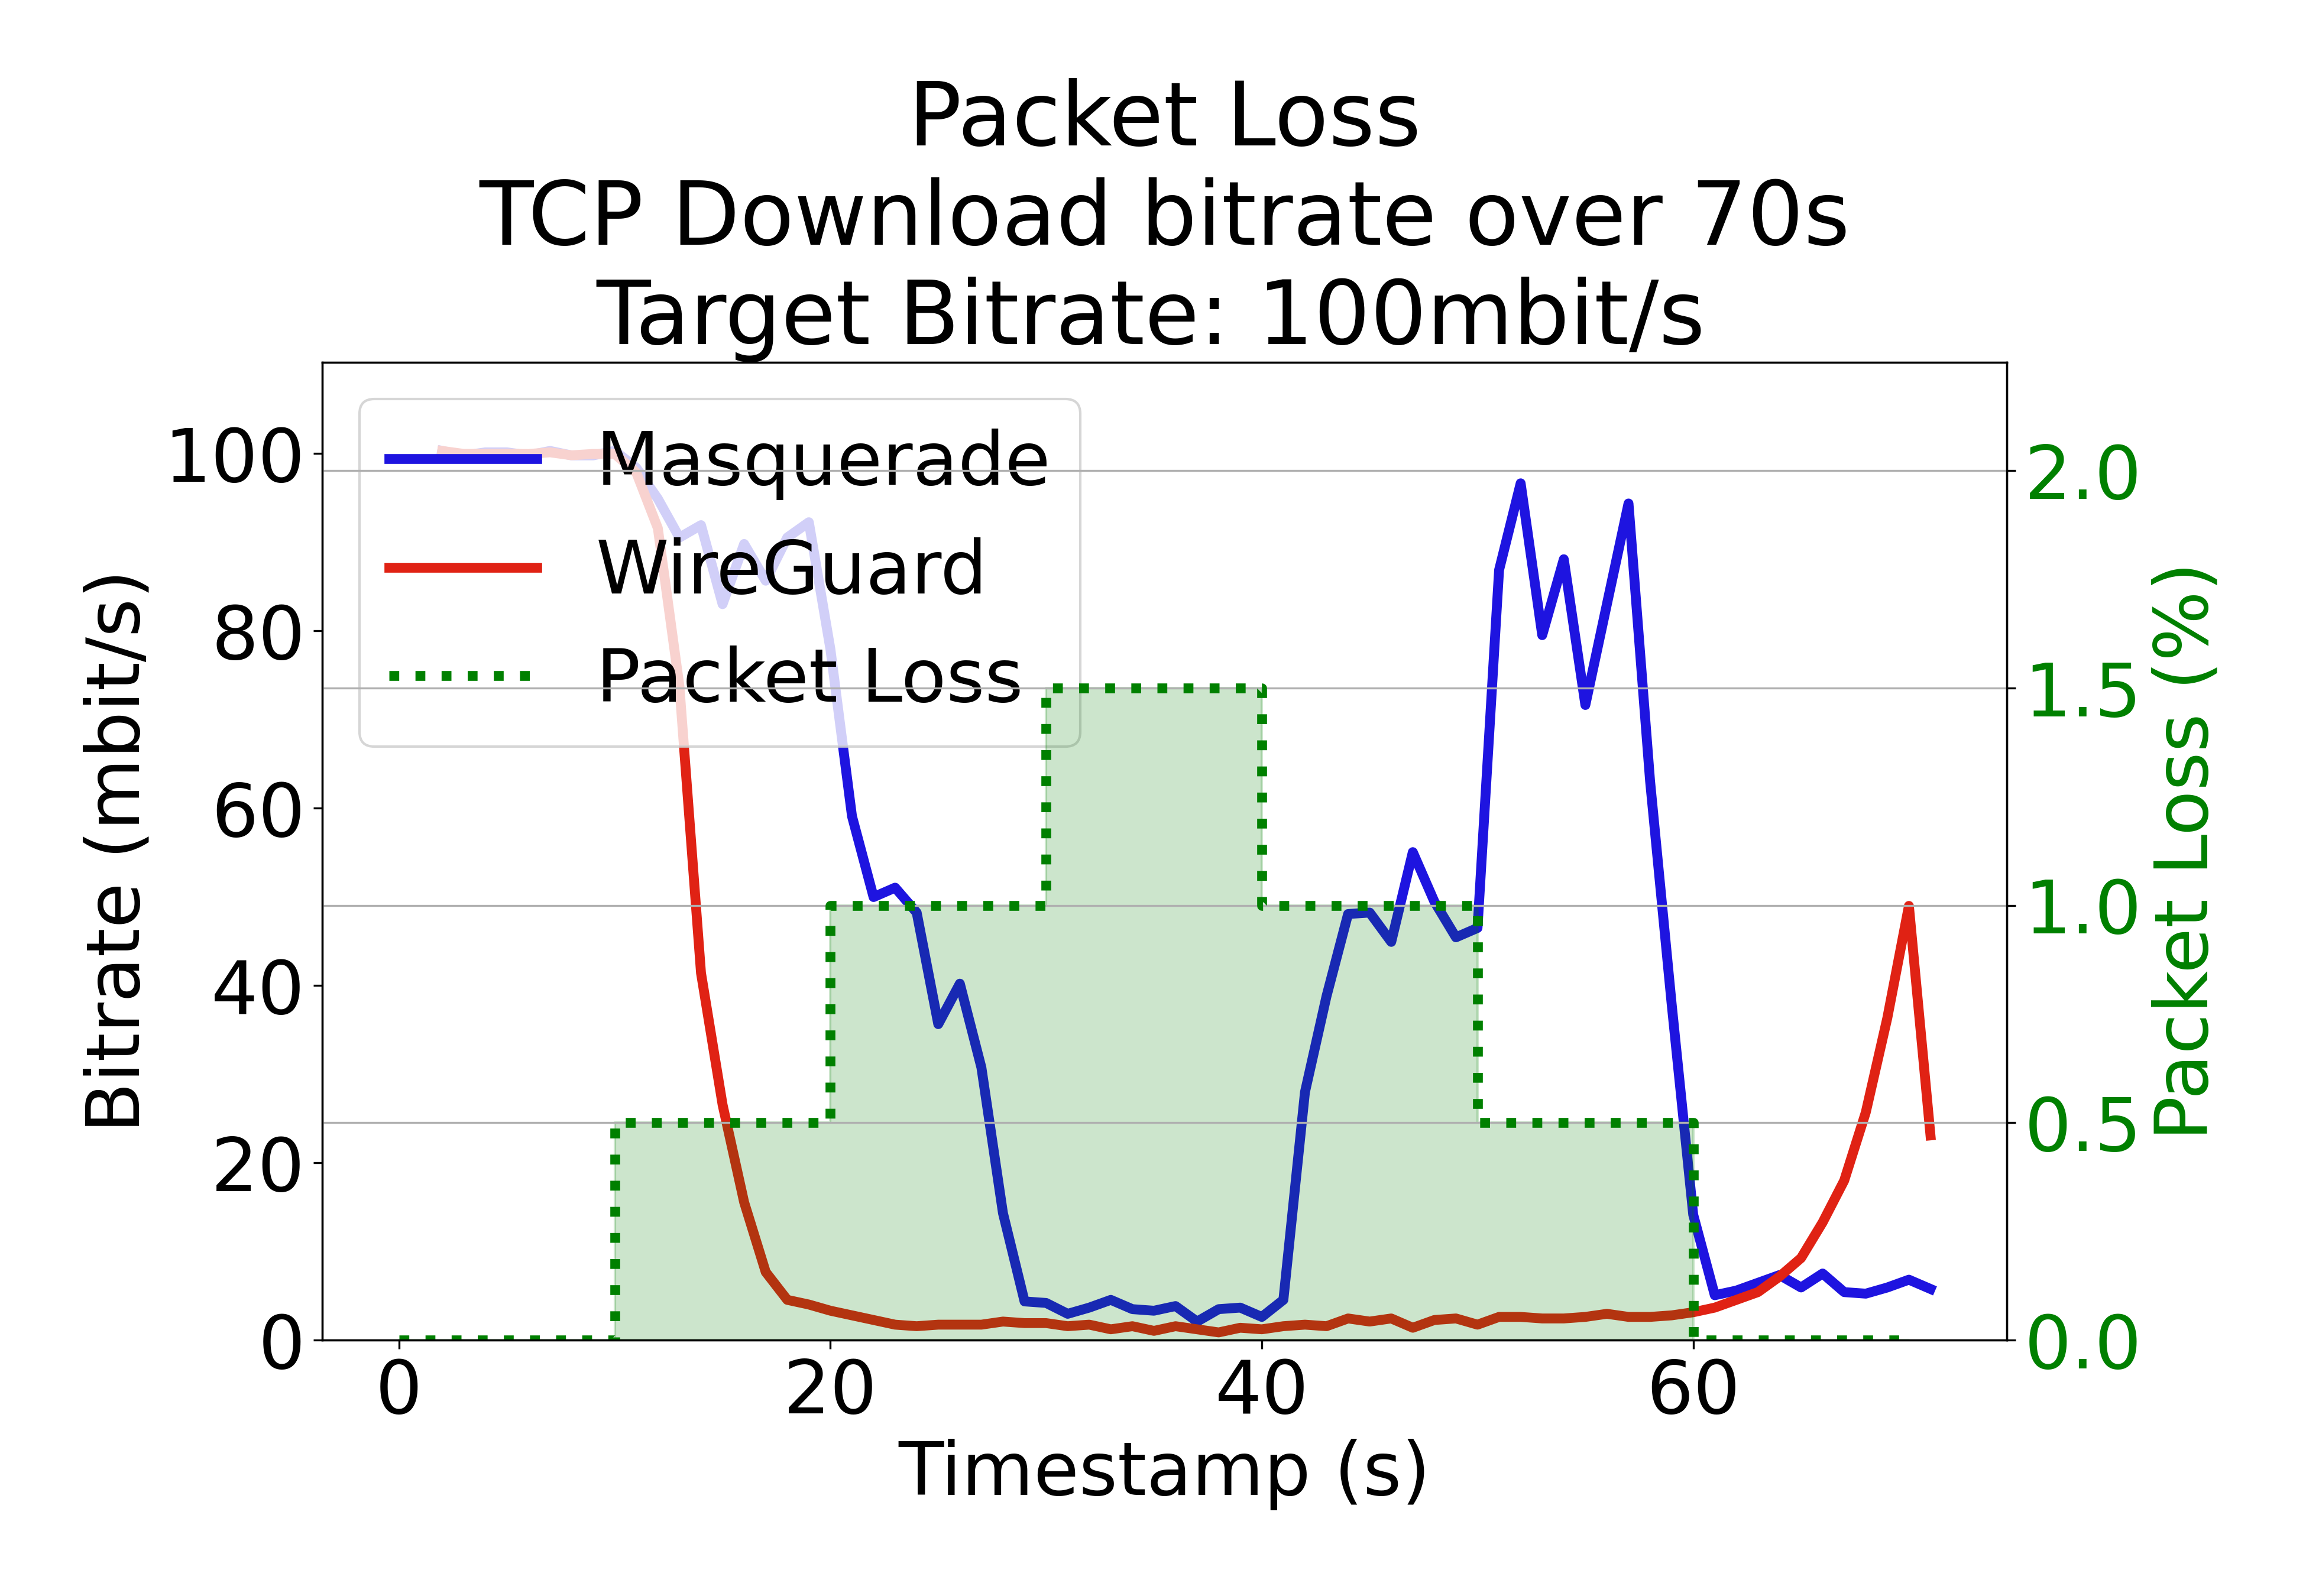 Packet Loss
TCP Download bitrate over 70s
Target Bitrate: 100mbit/s
Masquerade
WireGuard
Packet Loss
Bitrate (mbit/s)
100
80
60
40
20
0
2.0
1.5
1.0
0.5
0.0
Packet Loss (%)
0 20 40 60
Timestamp (s)